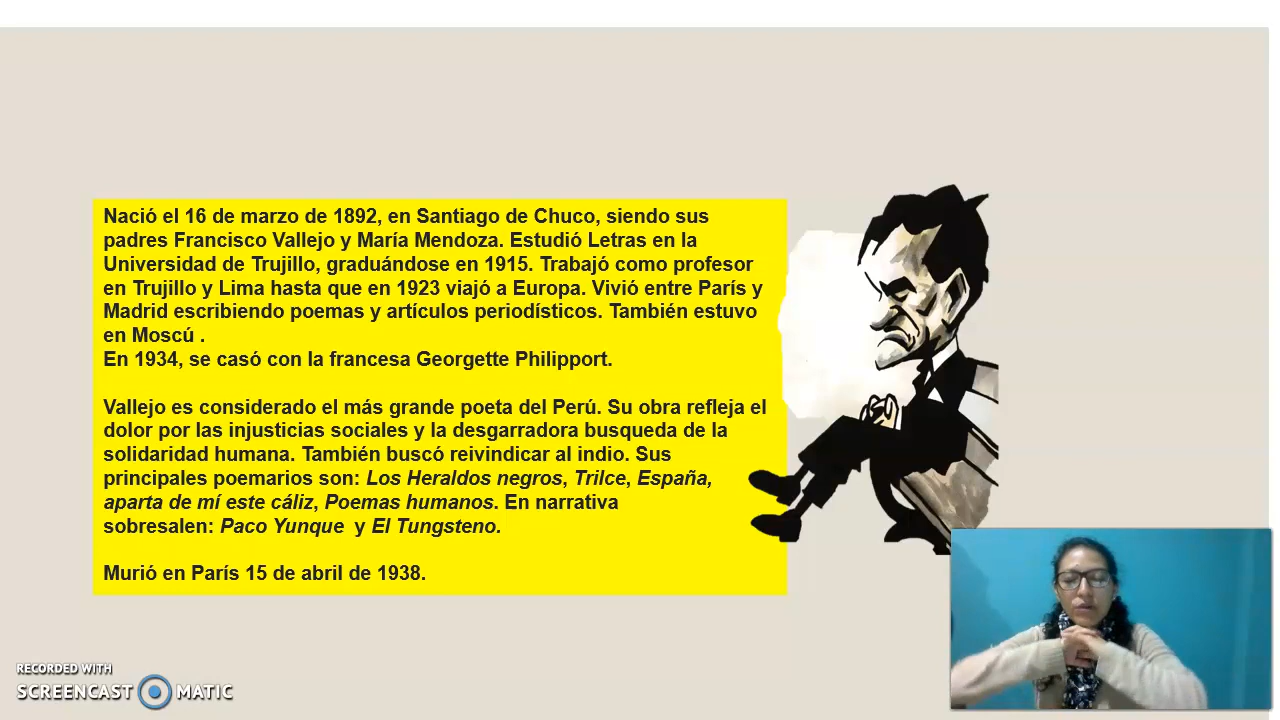 Nació el 16 de marzo de 1892, en Santiago de Chuco, siendo sus
padres Francisco Vallejo y María Mendoza. Estudió Letras en la
Universidad de Trujillo, graduándose en 1915. Trabajó como profesor
en Trujillo y Lima hasta que en 1923 viajó a Europa. Vivió entre París y
Madrid escribiendo poemas y artículos periodísticos. También estuvo
en Moscú .
En 1934, se casó con la francesa Georgette Philipport.
Vallejo es considerado el más grande poeta del Perú. Su obra refleja el
dolor por las injusticias sociales y la desgarradora busqueda de la
solidaridad humana. También buscó reivindicar al indio. Sus
principales poemarios son: Los Heraldos negros, Trilce, España,
aparta de mí este cáliz, Poemas humanos. En narrativa
sobresalen: Paco Yunque y El Tungsteno.
Murió en París 15 de abril de 1938.
RECORDED WITH
SCREENCAST MATIC